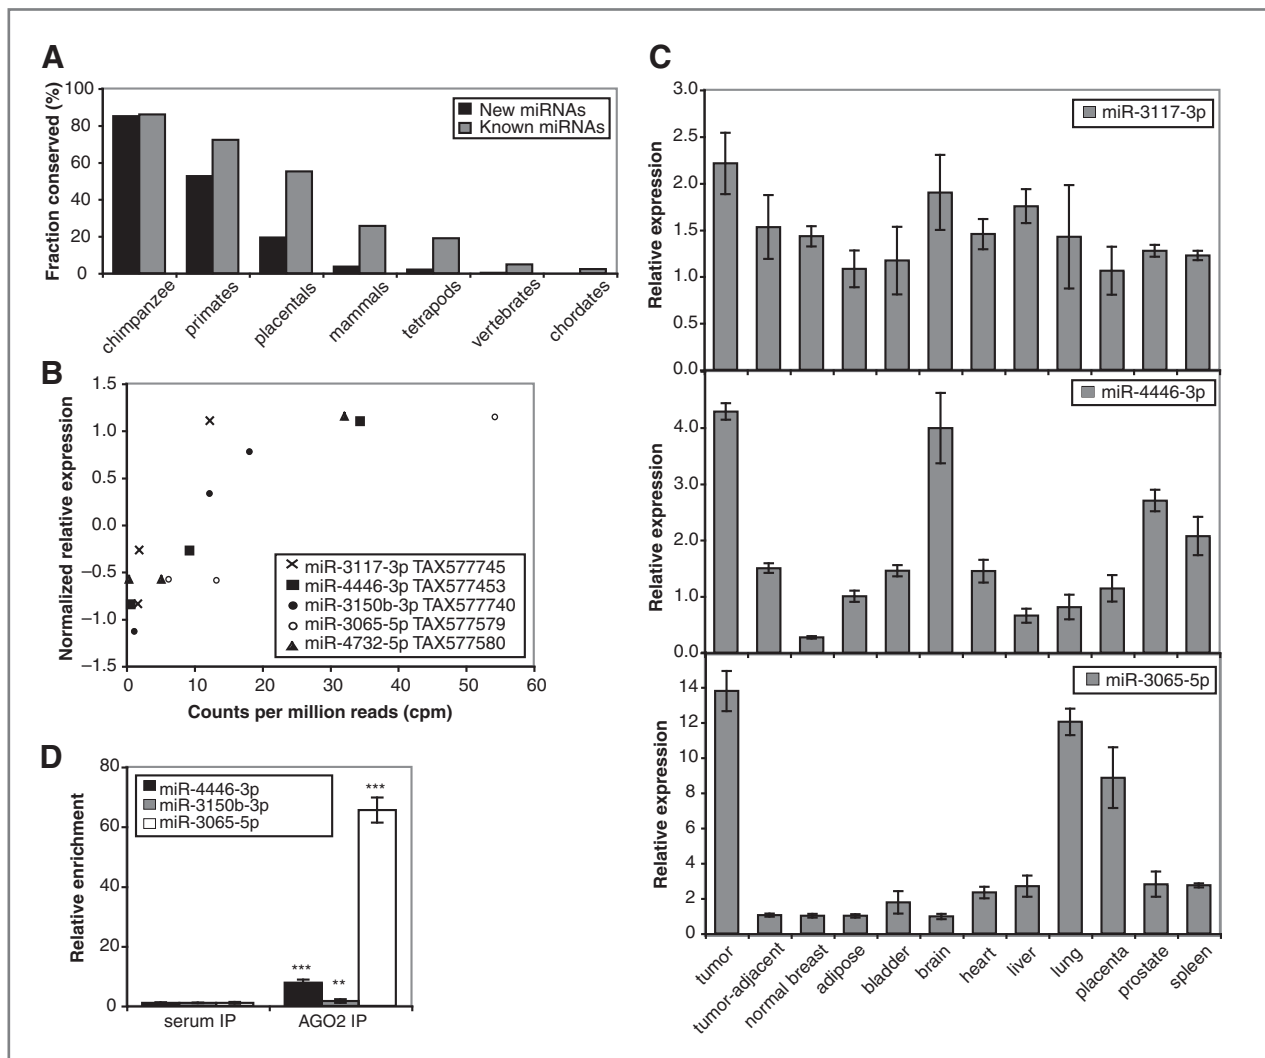 A
Fraction conserved (%)
100
80
60
40
20
0
New miRNAs
Known miRNAs
chimpanzee
primates
placentals
mammals
tetrapods
vertebrates
chordates
B
Normalized relative expression
1.5
1.0
0.5
0.0
−0.5
−1.0
−1.5
miR-3117-3p TAX577745
miR-4446-3p TAX577453
miR-3150b-3p TAX577740
miR-3065-5p TAX577579
miR-4732-5p TAX577580
0 10 20 30 40 50 60
Counts per million reads (cpm)
D
Relative enrichment
80
60
40
20
0
miR-4446-3p
miR-3150b-3p
miR-3065-5p
***
**
***
serum IP AGO2 IP
C
Relative expression
3.0
2.5
2.0
1.5
1.0
0.5
0.0
miR-3117-3p
Relative expression
4.0
2.0
1.0
0.0
miR-4446-3p
Relative expression
14
12
10
8
6
4
2
0
miR-3065-5p
tumor
tumor-adjacent
normal breast
adipose
bladder
brain
heart
liver
lung
placenta
prostate
spleen